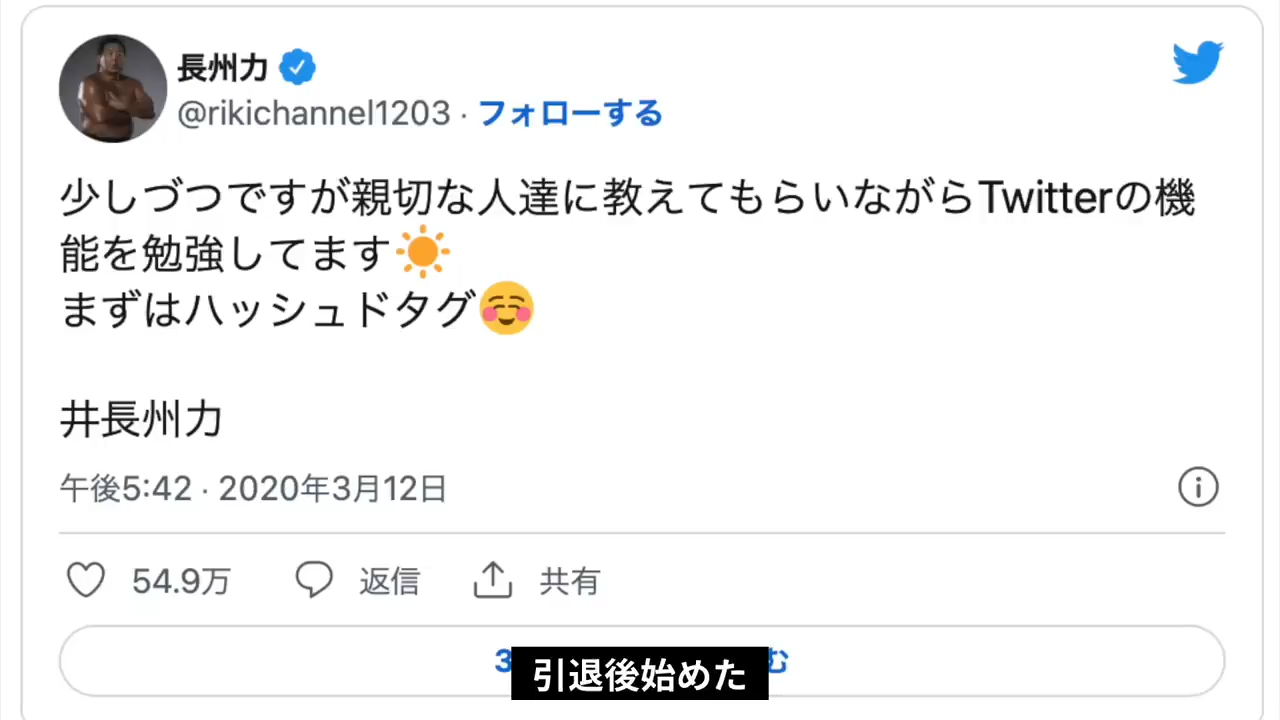 長州力
@rikichannel1203 · フォローする
少しづつですが親切な人達に教えてもらいながらTwitterの機
能を勉強してます☀️
まずはハッシュドタグ☺️
井長州力
午後5:42 · 2020年3月12日
54.9万 返信 共有
引退後始めた